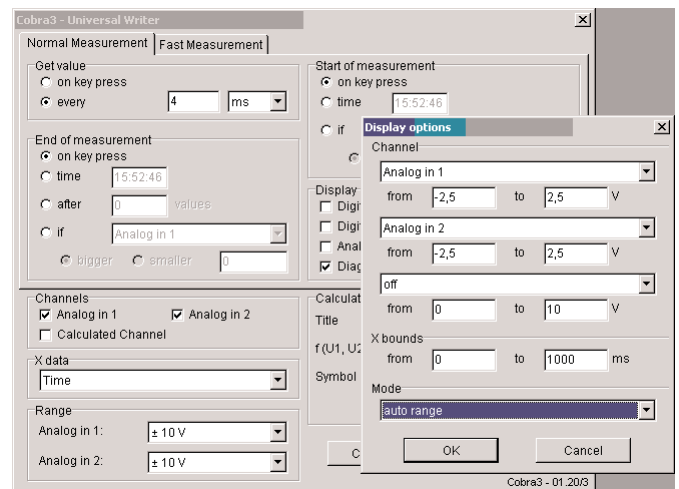 Cobra3 - Universal Writer
Normal Measurement Fast Measurement
Get value
on key press
every 4 ms
End of measurement
on key press
time 15:52:46
after 0 values
if Analog in 1
bigger smaller 0
Start of measurement
on key press
time 15:52:46
if
Display
Digi
Digi
Anal
Diag
Channels
Analog in 1 Analog in 2
Calculated Channel
X data
Time
Range
Analog in 1: ± 10 V
Analog in 2: ± 10 V
Calculat
Title
f (U1, U2
Symbol
C
Display options
Channel
Analog in 1
from -2,5 to 2,5 V
Analog in 2
from -2,5 to 2,5 V
off
from 0 to 10 V
X bounds
from 0 to 1000 ms
Mode
auto range
OK Cancel
Cobra3 - 01.20/3